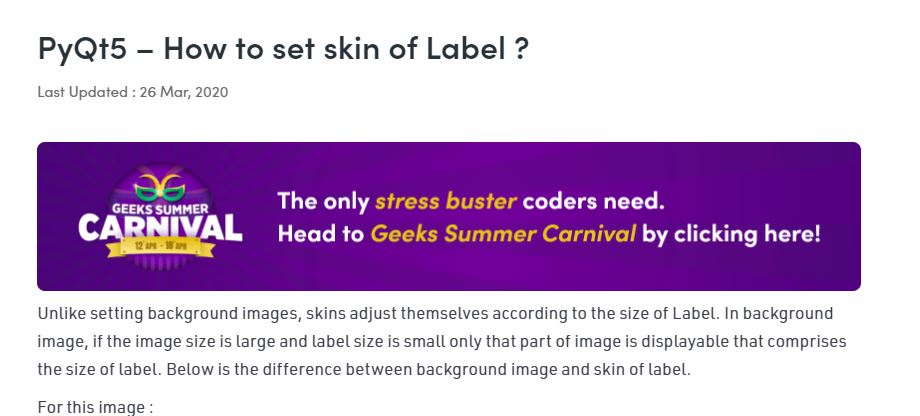 PyQt5 – How to set skin of Label ?
Last Updated : 26 Mar, 2020
GEEKS SUMMER
CARNIVAL
12 APR - 18 APR
The only stress buster coders need.
Head to Geeks Summer Carnival by clicking here!
Unlike setting background images, skins adjust themselves according to the size of Label. In background
image, if the image size is large and label size is small only that part of image is displayable that comprises
the size of label. Below is the difference between background image and skin of label.
For this image :